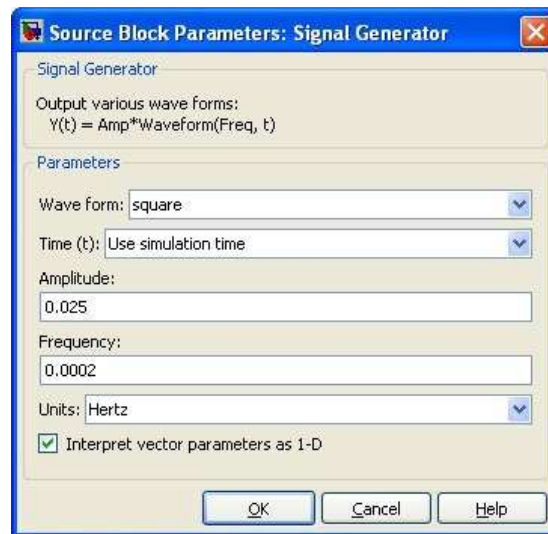 Source Block Parameters: Signal Generator
Signal Generator
Output various wave forms:
Y(t) = Amp*Waveform(Freq, t)
Parameters
Wave form: square
Time (t): Use simulation time
Amplitude:
0.025
Frequency:
0.0002
Units: Hertz
Interpret vector parameters as 1-D
OK Cancel Help